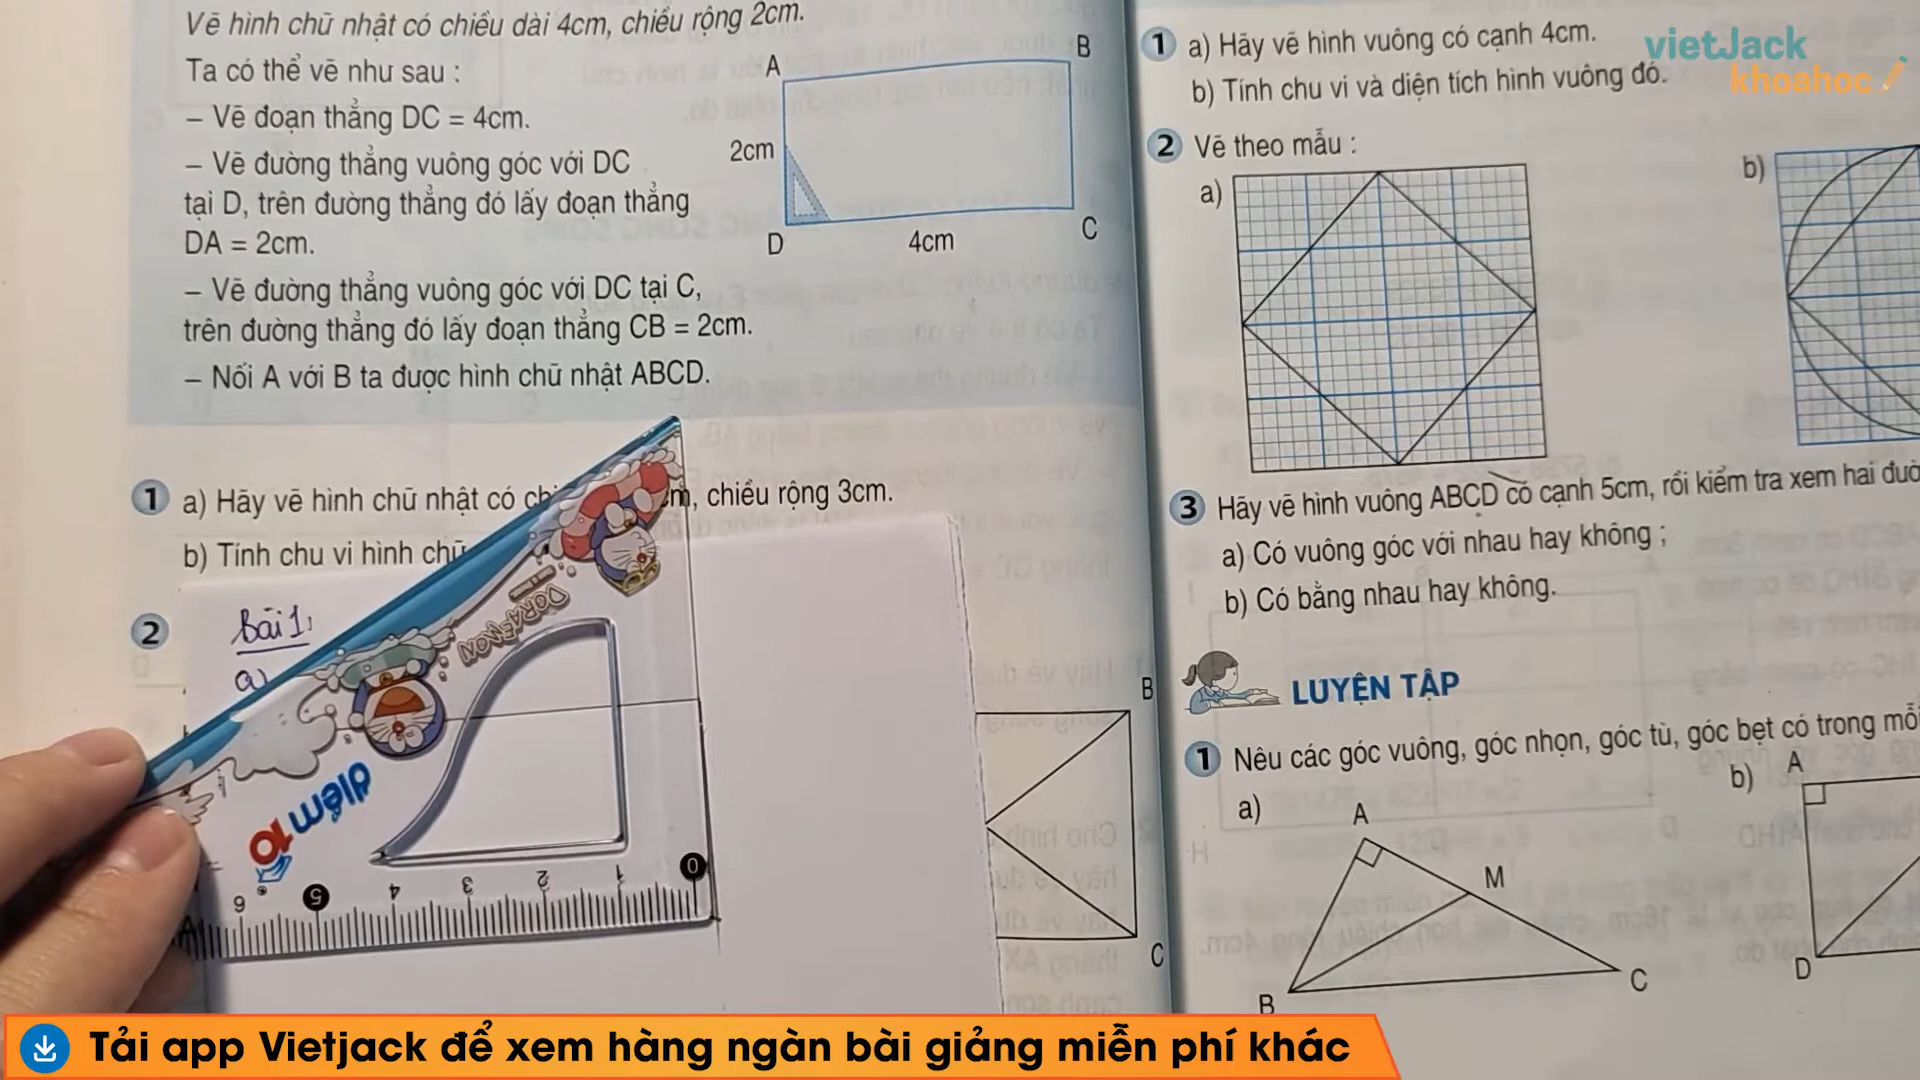 Vẽ hình chữ nhật có chiều dài 4cm, chiều rộng 2cm.
Ta có thể vẽ như sau :
– Vẽ đoạn thẳng DC = 4cm.
– Vẽ đường thẳng vuông góc với DC
tại D, trên đường thẳng đó lấy đoạn thẳng
DA = 2cm.
– Vẽ đường thẳng vuông góc với DC tại C,
trên đường thẳng đó lấy đoạn thẳng CB = 2cm.
– Nối A với B ta được hình chữ nhật ABCD.
A
B
2cm
D
4cm
C
1 a) Hãy vẽ hình chữ nhật có , chiều rộng 3cm.
b) Tính chu vi hình chữ
2
Bài 1:
a)
DORAEMON
điểm 10
6 5 4 3 2 1 0
B
C
vietJack
khoahoc
1 a) Hãy vẽ hình vuông có cạnh 4cm.
b) Tính chu vi và diện tích hình vuông đó.
2 Vẽ theo mẫu :
a)
b)
3 Hãy vẽ hình vuông ABCD có cạnh 5cm, rồi kiểm tra xem hai
a) Có vuông góc với nhau hay không ;
b) Có bằng nhau hay không.
LUYỆN TẬP
1 Nêu các góc vuông, góc nhọn, góc tù, góc bẹt có trong
a)
A
M
B
C
b)
A
D
Tải app Vietjack để xem hàng ngàn bài giảng miễn phí khác